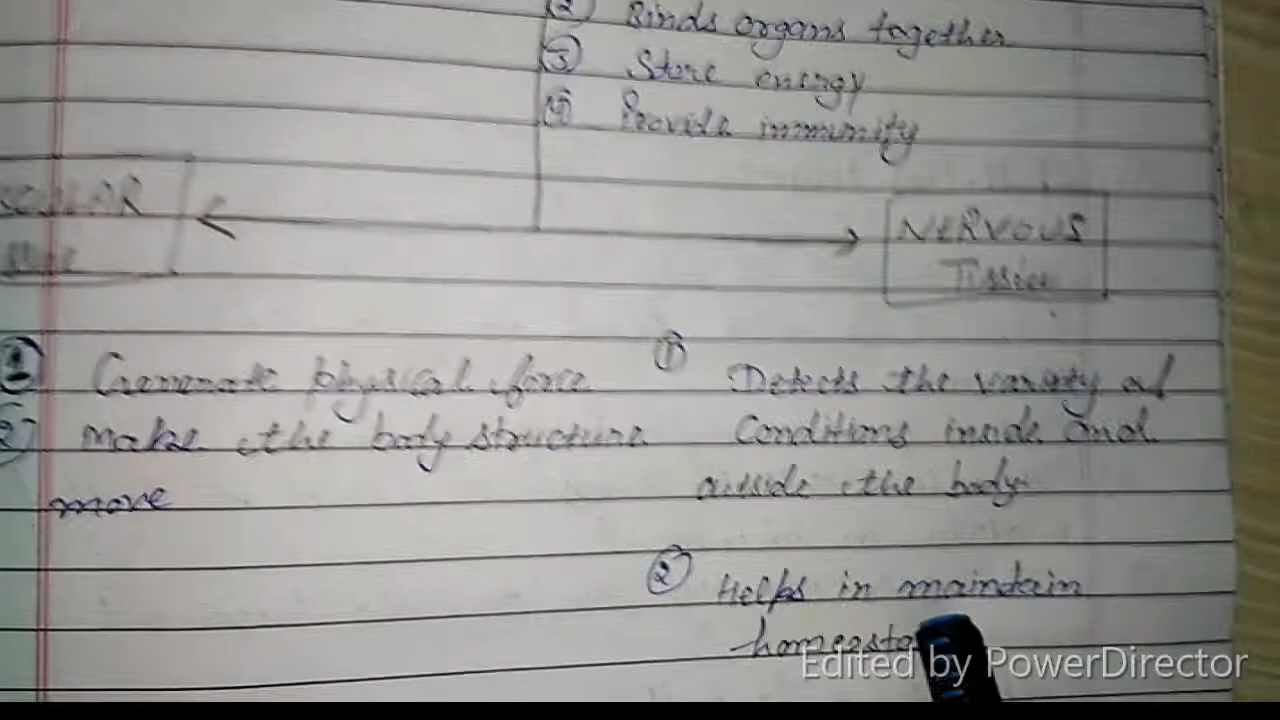 ② Binds organs together
③ Store energy
④ Provide immunity
NERVOUS
Tissue
① Generate physical force
② make the body structure
move
① Detects the variety of
Conditions inside and
outside the body.
② Helps in maintain
Edited by PowerDirector